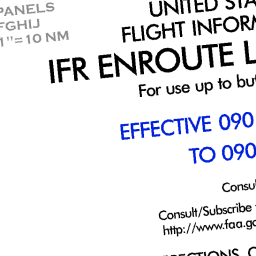 PANELS
FGHIJ
1"=10 NM
UNITED STA
FLIGHT INFORM
IFR ENROUTE L
For use up to but
EFFECTIVE 090
TO 090
Consu
Consult/Subscribe
http://www.faa.go